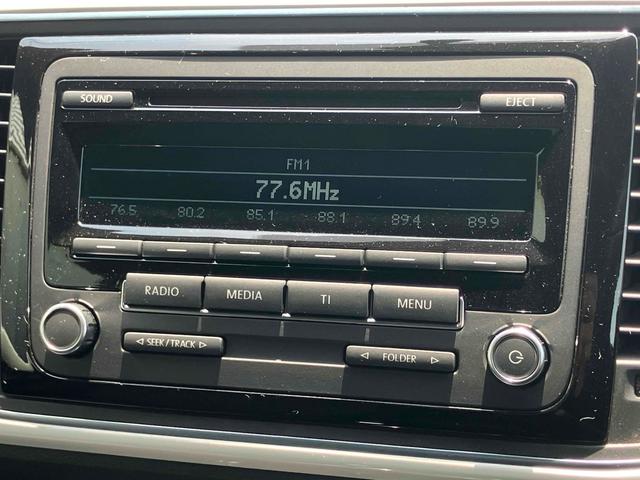 SOUND
EJECT
FM1
77.6MHz
76.5 80.2 85.1 88.1 89.4 89.9
RADIO MEDIA TI MENU
SEEK/TRACK FOLDER